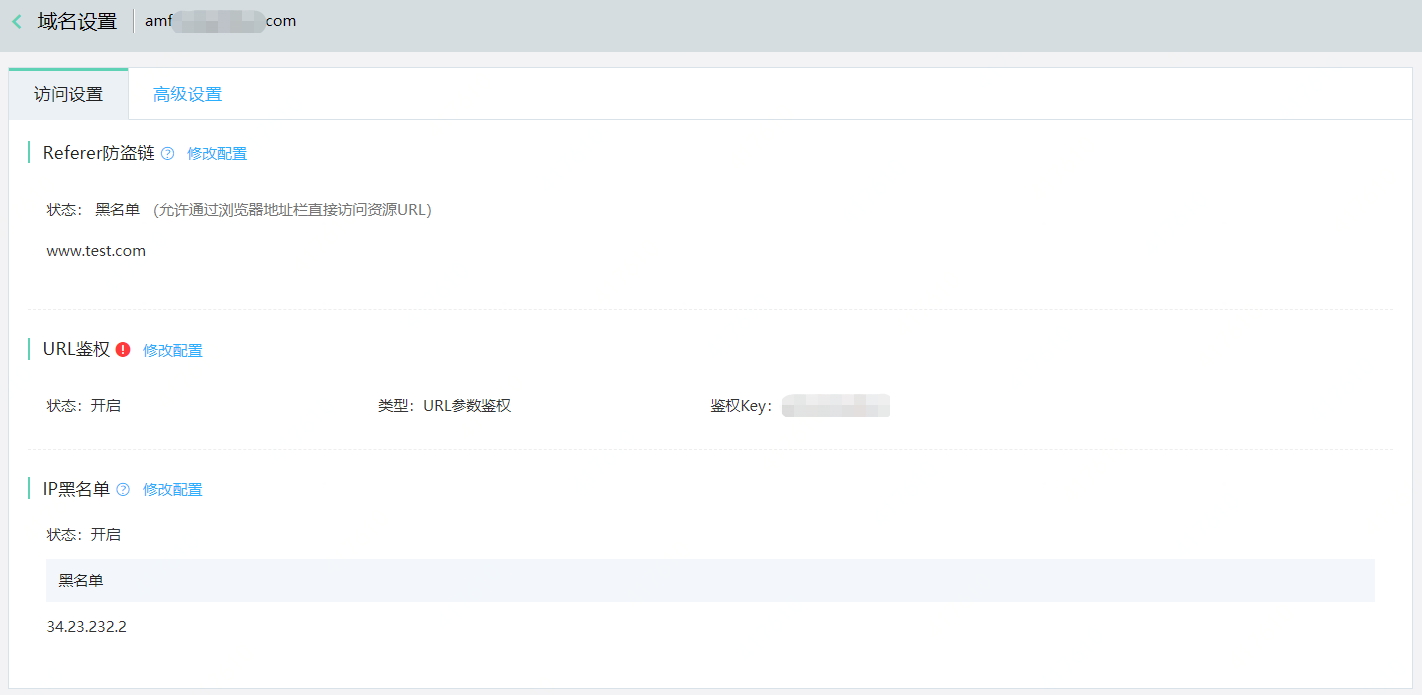 域名设置 amf com
访问设置 高级设置
Referer防盗链 ? 修改配置
状态： 黑名单 (允许通过浏览器地址栏直接访问资源URL)
www.test.com
URL鉴权 ! 修改配置
状态：开启 类型：URL参数鉴权 鉴权Key：
IP黑名单 ? 修改配置
状态：开启
黑名单
34.23.232.2